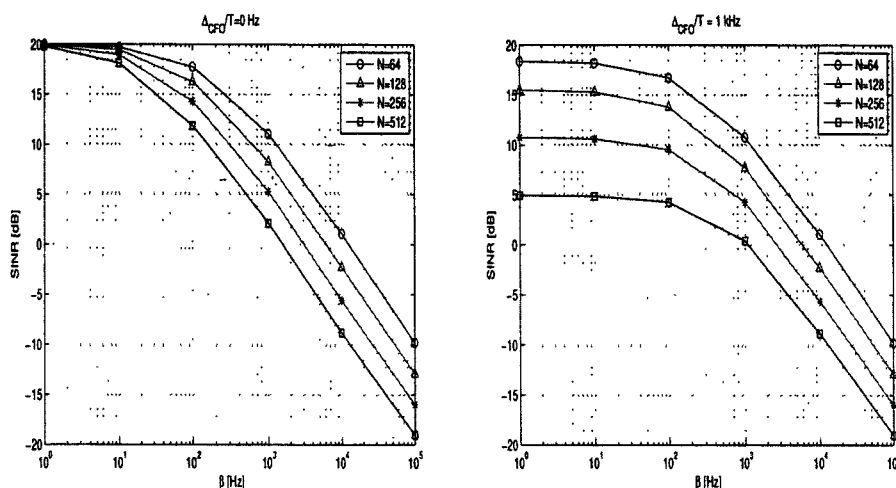 Δ_CFO/T=0 Hz
20
15
10
5
0
−5
−10
−15
−20
SINR [dB]
10^0
10^1
10^2
10^3
10^4
10^5
β [Hz]
N=64
N=128
N=256
N=512
Δ_CFO/T = 1 kHz
20
15
10
5
0
−5
−10
−15
−20
SINR [dB]
10^0
10^1
10^2
10^3
10^4
β [Hz]
N=64
N=128
N=256
N=512